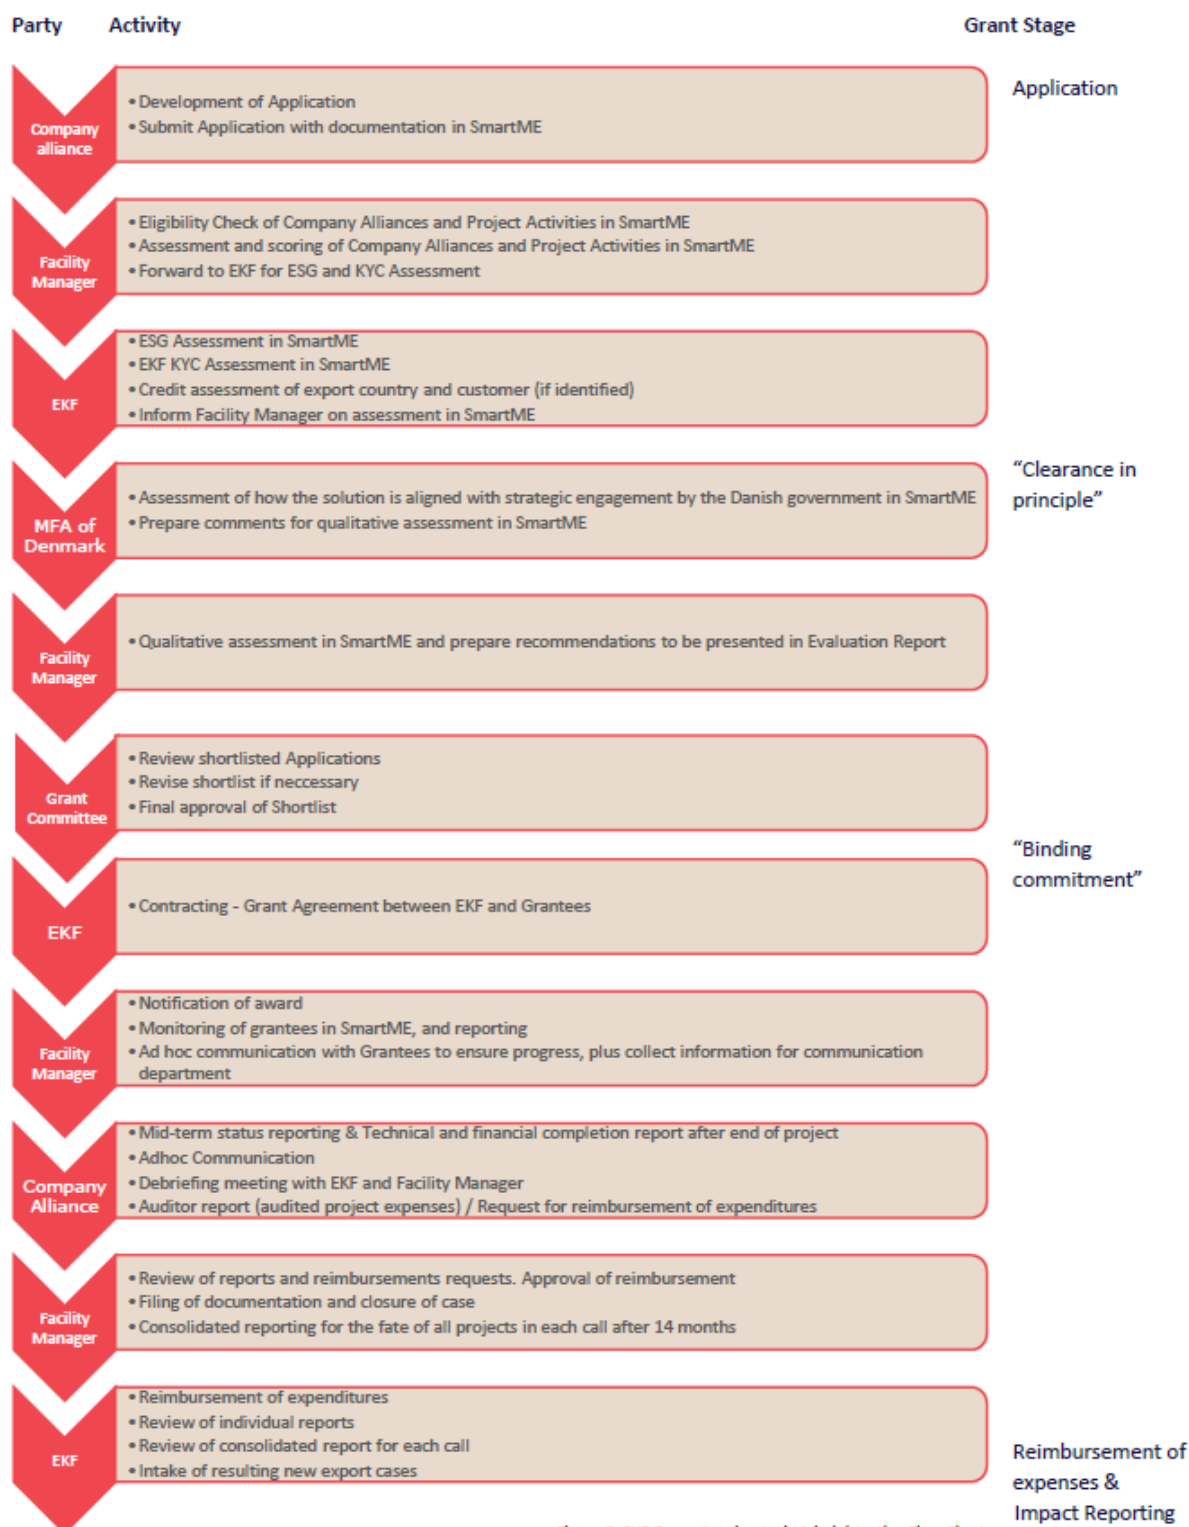 Party Activity Grant Stage
Application
Company
alliance
• Development of Application
• Submit Application with documentation in SmartME
Facility
Manager
• Eligibility Check of Company Alliances and Project Activities in SmartME
• Assessment and scoring of Company Alliances and Project Activities in SmartME
• Forward to EKF for ESG and KYC Assessment
EKF
• ESG Assessment in SmartME
• EKF KYC Assessment in SmartME
• Credit assessment of export country and customer (if identified)
• Inform Facility Manager on assessment in SmartME
"Clearance in
principle"
MFA of
Denmark
• Assessment of how the solution is aligned with strategic engagement by the Danish government in SmartME
• Prepare comments for qualitative assessment in SmartME
Facility
Manager
• Qualitative assessment in SmartME and prepare recommendations to be presented in Evaluation Report
Grant
Committee
• Review shortlisted Applications
• Revise shortlist if neccessary
• Final approval of Shortlist
"Binding
commitment"
EKF
• Contracting - Grant Agreement between EKF and Grantees
Facility
Manager
• Notification of award
• Monitoring of grantees in SmartME, and reporting
• Ad hoc communication with Grantees to ensure progress, plus collect information for communication
department
Company
Alliance
• Mid-term status reporting & Technical and financial completion report after end of project
• Adhoc Communication
• Debriefing meeting with EKF and Facility Manager
• Auditor report (audited project expenses) / Request for reimbursement of expenditures
Facility
Manager
• Review of reports and reimbursements requests. Approval of reimbursement
• Filing of documentation and closure of case
• Consolidated reporting for the fate of all projects in each call after 14 months
EKF
• Reimbursement of expenditures
• Review of individual reports
• Review of consolidated report for each call
• Intake of resulting new export cases
Reimbursement of
expenses &
Impact Reporting